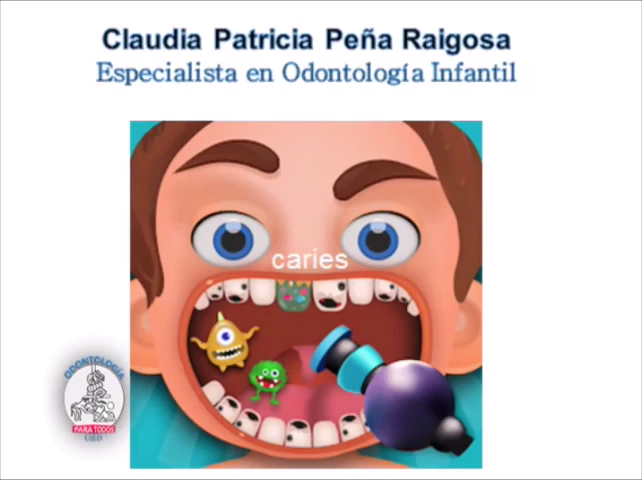 Claudia Patricia Peña Raigosa
Especialista en Odontología Infantil
caries
ODONTOLOGÍA
PARA TODOS